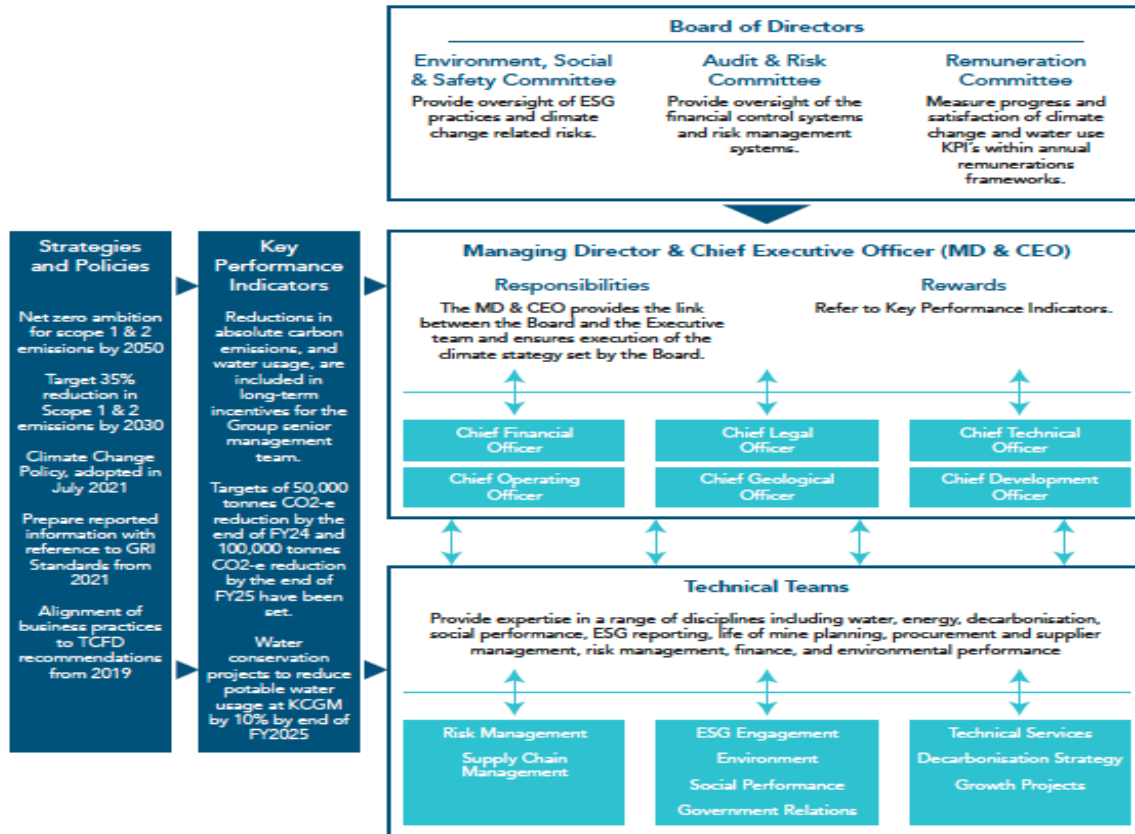 Board of Directors
Environment, Social
& Safety Committee
Provide oversight of ESG
practices and climate
change related risks.
Audit & Risk
Committee
Provide oversight of the
financial control systems
and risk management
systems.
Remuneration
Committee
Measure progress and
satisfaction of climate
change and water use
KPI's within annual
remunerations
frameworks.
Strategies
and Policies
Net zero ambition
for scope 1 & 2
emissions by 2050
Target 35%
reduction in
Scope 1 & 2
emissions by 2030
Climate Change
Policy, adopted in
July 2021
Prepare reported
information with
reference to GRI
Standards from
2021
Alignment of
business practices
to TCFD
recommendations
from 2019
Key
Performance
Indicators
Reductions in
absolute carbon
emissions, and
water usage, are
included in
long-term
incentives for the
Group senior
management
team.
Targets of 50,000
tonnes CO2-e
reduction by the
end of FY24 and
100,000 tonnes
CO2-e reduction
by the end of
FY25 have been
set.
Water
conservation
projects to reduce
potable water
usage at KCGM
by 10% by end of
FY2025
Managing Director & Chief Executive Officer (MD & CEO)
Responsibilities
The MD & CEO provides the link
between the Board and the Executive
team and ensures execution of the
climate stategy set by the Board.
Rewards
Refer to Key Performance Indicators.
Chief Financial
Officer
Chief Legal
Officer
Chief Technical
Officer
Chief Operating
Officer
Chief Geological
Officer
Chief Development
Officer
Technical Teams
Provide expertise in a range of disciplines including water, energy, decarbonisation,
social performance, ESG reporting, life of mine planning, procurement and supplier
management, risk management, finance, and environmental performance
Risk Management
Supply Chain
Management
ESG Engagement
Environment
Social Performance
Government Relations
Technical Services
Decarbonisation Strategy
Growth Projects